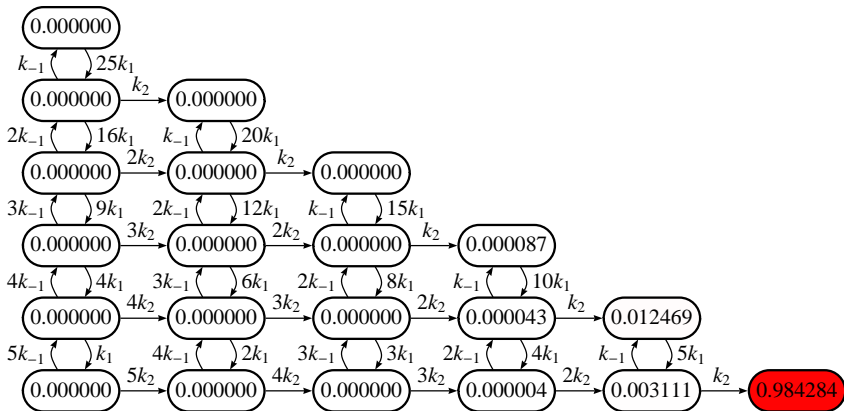 0.000000
k₋₁ 25k₁
k₂
0.000000 0.000000
2k₋₁ 16k₁ k₋₁ 20k₁
2k₂ k₂
0.000000 0.000000 0.000000
3k₋₁ 9k₁ 2k₋₁ 12k₁ k₋₁ 15k₁
3k₂ 2k₂ k₂
0.000000 0.000000 0.000000 0.000087
4k₋₁ 4k₁ 3k₋₁ 6k₁ 2k₋₁ 8k₁ k₋₁ 10k₁
4k₂ 3k₂ 2k₂ k₂
0.000000 0.000000 0.000000 0.000043 0.012469
5k₋₁ k₁ 4k₋₁ 2k₁ 3k₋₁ 3k₁ 2k₋₁ 4k₁ k₋₁ 5k₁
5k₂ 4k₂ 3k₂ 2k₂ k₂
0.000000 0.000000 0.000000 0.000004 0.003111 0.984284